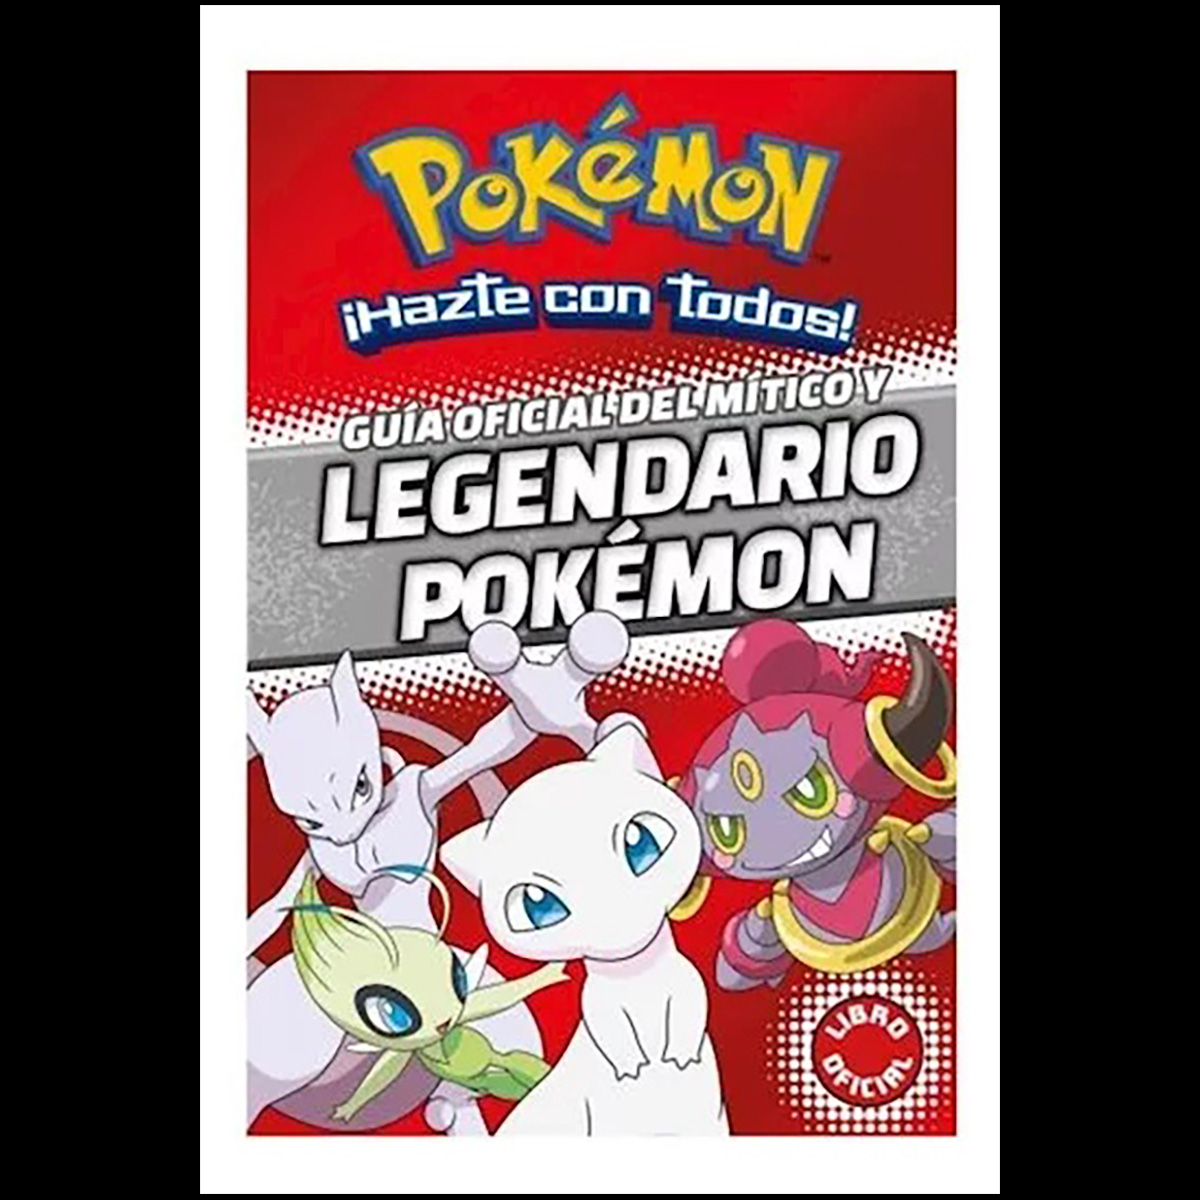 POKéMON
¡Hazte con Todos!
GUÍA OFICIAL DEL MÍTICO Y
LEGENDARIO
POKÉMON
LIBRO
OFICIAL